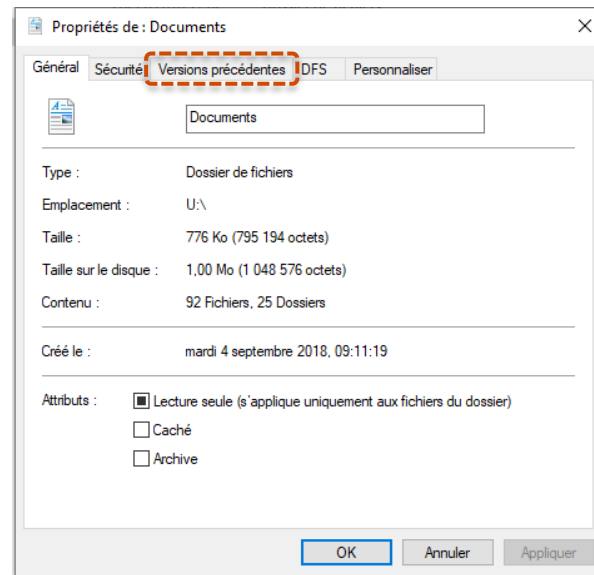 Propriétés de : Documents
Général Sécurité Versions précédentes DFS Personnaliser
Documents
Type : Dossier de fichiers
Emplacement : U:\
Taille : 776 Ko (795 194 octets)
Taille sur le disque : 1,00 Mo (1 048 576 octets)
Contenu : 92 Fichiers, 25 Dossiers
Créé le : mardi 4 septembre 2018, 09:11:19
Attributs : Lecture seule (s'applique uniquement aux fichiers du dossier)
Caché
Archive
OK Annuler Appliquer